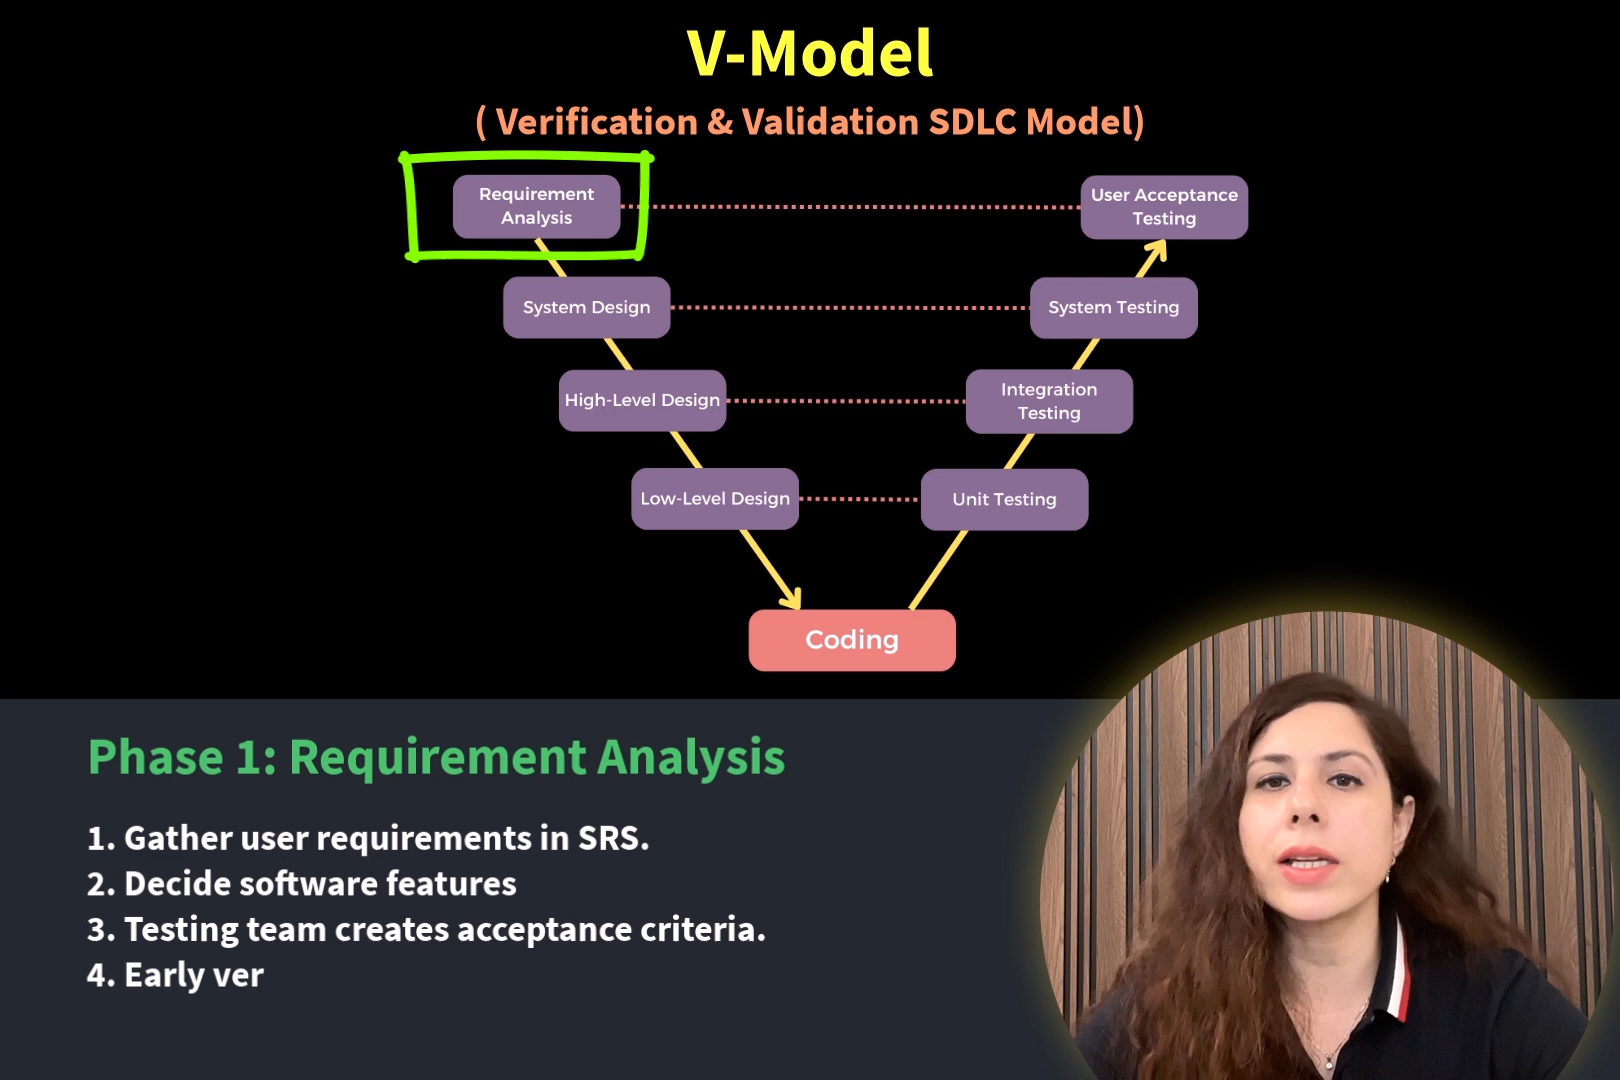 V-Model
( Verification & Validation SDLC Model)
Requirement
Analysis
User Acceptance
Testing
System Design
System Testing
High-Level Design
Integration
Testing
Low-Level Design
Unit Testing
Coding
Phase 1: Requirement Analysis
1. Gather user requirements in SRS.
2. Decide software features
3. Testing team creates acceptance criteria.
4. Early ver